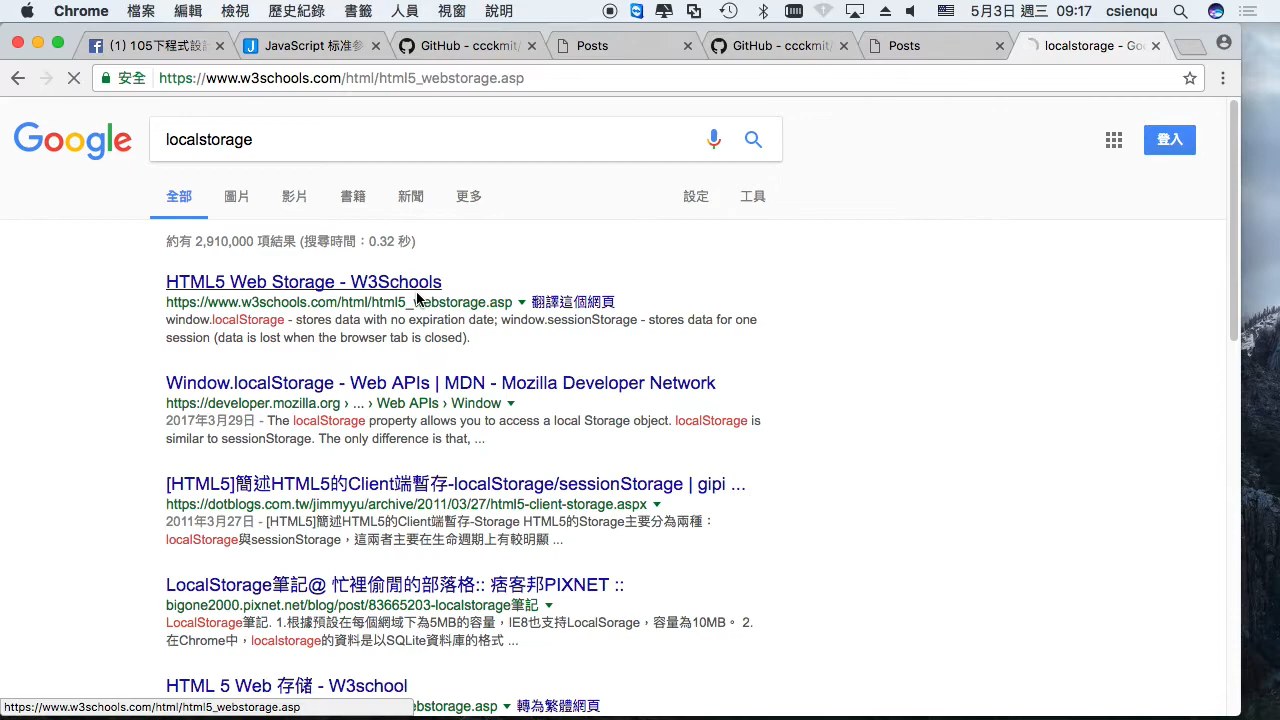 Chrome 檔案 編輯 檢視 歷史紀錄 書籤 人員 視窗 說明 5月3日 週三 09:17 csienqu
(1) 105下程式設計 JavaScript 标准参 GitHub - ccckmit/ Posts GitHub - ccckmit/ Posts localstorage - Goo
安全 https://www.w3schools.com/html/html5_webstorage.asp
Google localstorage 登入
全部 圖片 影片 書籍 新聞 更多 設定 工具
約有 2,910,000 項結果 (搜尋時間：0.32 秒)
HTML5 Web Storage - W3Schools
https://www.w3schools.com/html/html5_webstorage.asp 翻譯這個網頁
window.localStorage - stores data with no expiration date; window.sessionStorage - stores data for one
session (data is lost when the browser tab is closed).
Window.localStorage - Web APIs | MDN - Mozilla Developer Network
https://developer.mozilla.org › ... › Web APIs › Window
2017年3月29日 - The localStorage property allows you to access a local Storage object. localStorage is
similar to sessionStorage. The only difference is that, ...
[HTML5]簡述HTML5的Client端暫存-localStorage/sessionStorage | gipi ...
https://dotblogs.com.tw/jimmyyu/archive/2011/03/27/html5-client-storage.aspx
2011年3月27日 - [HTML5]簡述HTML5的Client端暫存-Storage HTML5的Storage主要分為兩種：
localStorage與sessionStorage，這兩者主要在生命週期上有較明顯 ...
LocalStorage筆記@ 忙裡偷閒的部落格:: 痞客邦PIXNET ::
bigone2000.pixnet.net/blog/post/83665203-localstorage筆記
LocalStorage筆記. 1.根據預設在每個網域下為5MB的容量，IE8也支持LocalSorage，容量為10MB。 2.
在Chrome中，localstorage的資料是以SQLite資料庫的格式 ...
HTML 5 Web 存储 - W3school
https://www.w3schools.com/html/html5_webstorage.asp ebstorage.asp 轉為繁體網頁